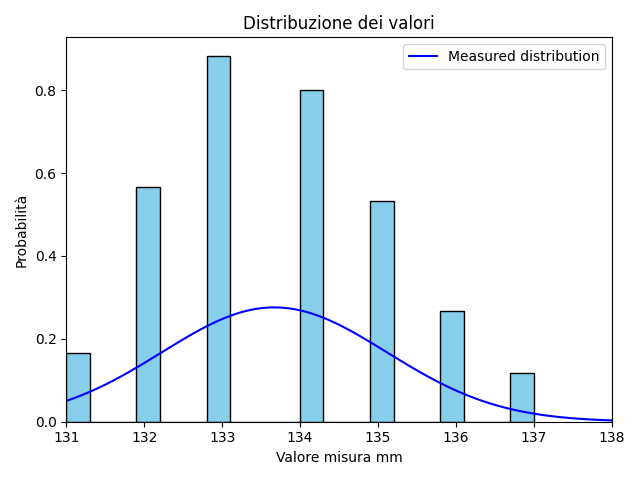 Distribuzione dei valori
Measured distribution
Probabilità
0.8
0.6
0.4
0.2
0.0
131 132 133 134 135 136 137 138
Valore misura mm